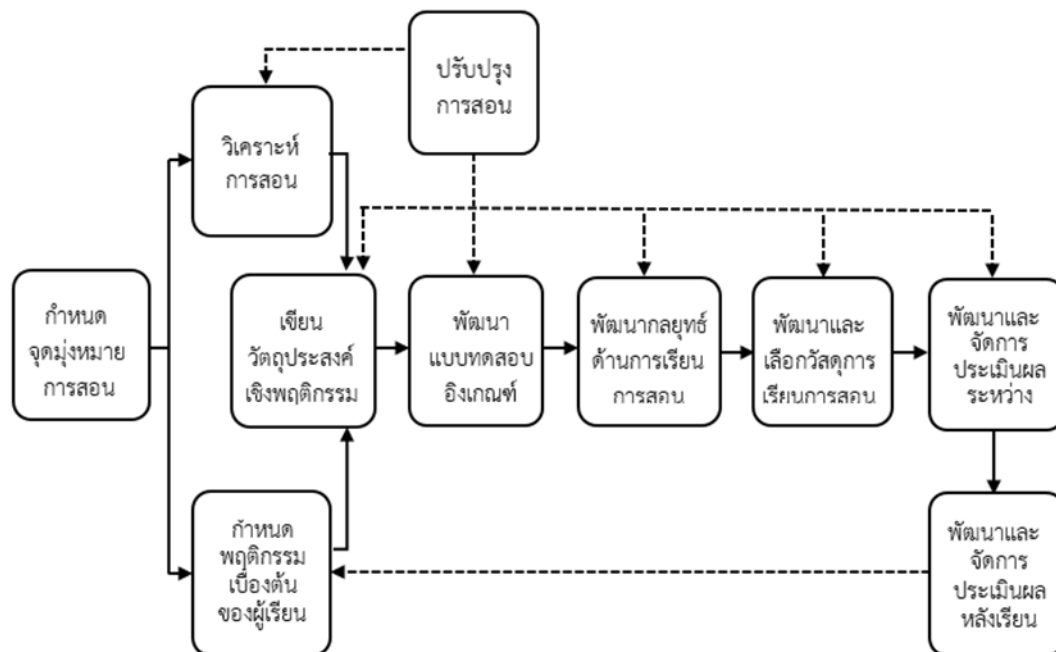 ปรับปรุง
การสอน
วิเคราะห์
การสอน
กำหนด
จุดมุ่งหมาย
การสอน
เขียน
วัตถุประสงค์
เชิงพฤติกรรม
พัฒนา
แบบทดสอบ
อิงเกณฑ์
พัฒนากลยุทธ์
ด้านการเรียน
การสอน
พัฒนาและ
เลือกวัสดุการ
เรียนการสอน
พัฒนาและ
จัดการ
ประเมินผล
ระหว่าง
กำหนด
พฤติกรรม
เบื่องต้น
ของผู้เรียน
พัฒนาและ
จัดการ
ประเมินผล
หลังเรียน